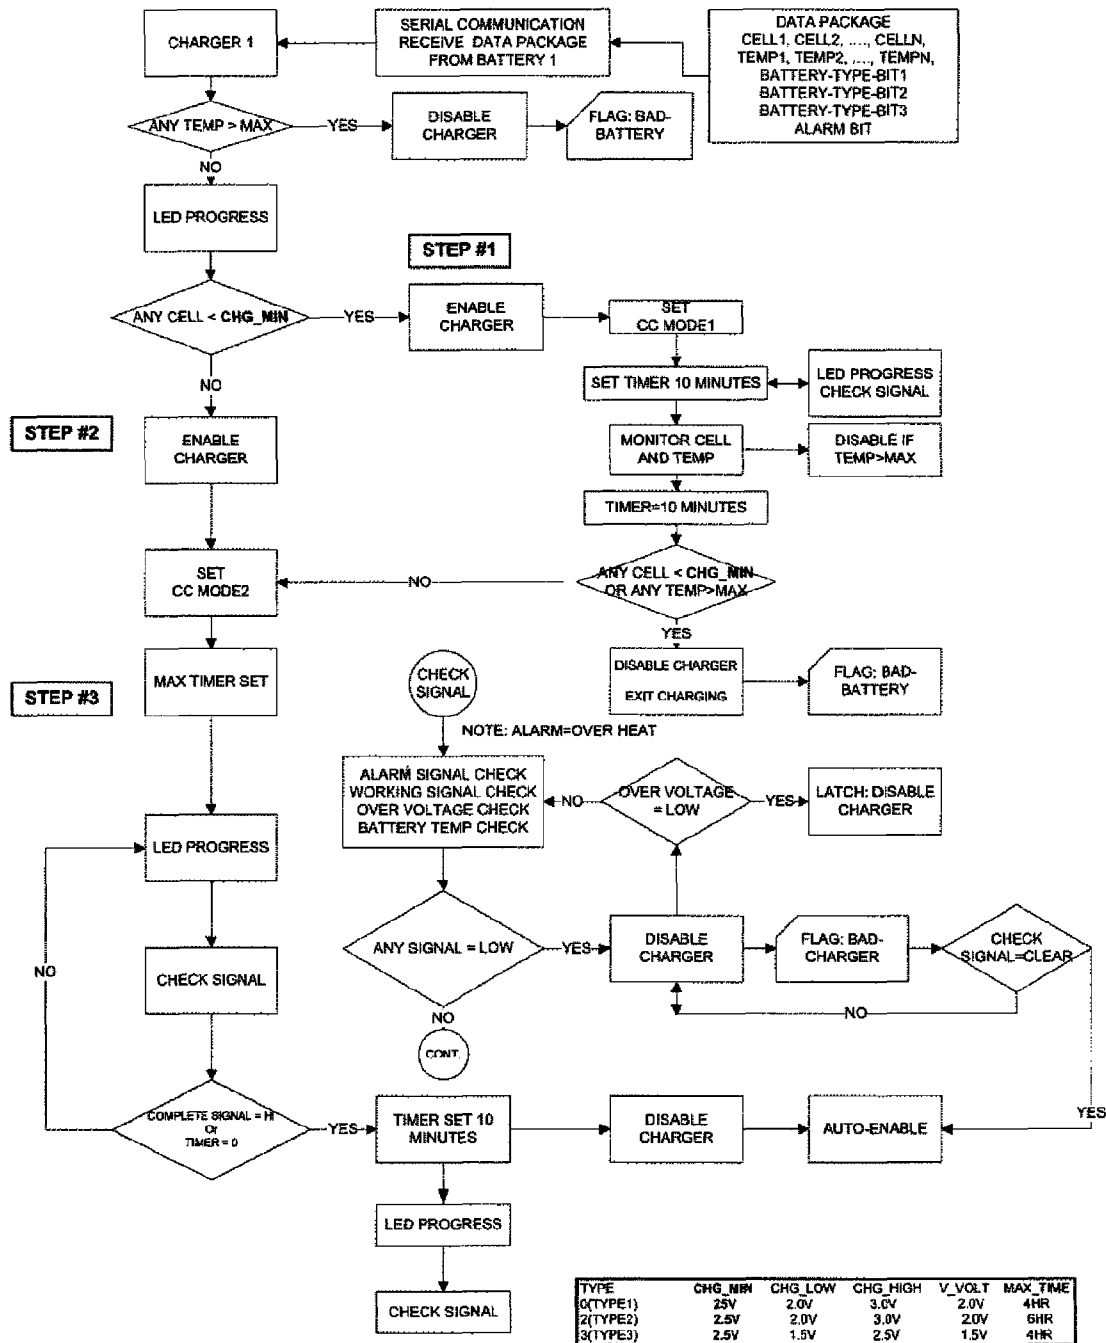 CHARGER 1
SERIAL COMMUNICATION
RECEIVE DATA PACKAGE
FROM BATTERY 1
DATA PACKAGE
CELL1, CELL2, ...., CELLN,
TEMP1, TEMP2, ...., TEMPN,
BATTERY-TYPE-BIT1
BATTERY-TYPE-BIT2
BATTERY-TYPE-BIT3
ALARM BIT
ANY TEMP > MAX
YES
DISABLE
CHARGER
FLAG: BAD-
BATTERY
NO
LED PROGRESS
STEP #1
ANY CELL < CHG_MIN
YES
ENABLE
CHARGER
SET
CC MODE1
SET TIMER 10 MINUTES
LED PROGRESS
CHECK SIGNAL
NO
STEP #2
ENABLE
CHARGER
MONITOR CELL
AND TEMP
DISABLE IF
TEMP>MAX
TIMER=10 MINUTES
SET
CC MODE2
NO
ANY CELL < CHG_MIN
OR ANY TEMP>MAX
YES
STEP #3
MAX TIMER SET
CHECK
SIGNAL
DISABLE CHARGER
EXIT CHARGING
FLAG: BAD-
BATTERY
NOTE: ALARM=OVER HEAT
ALARM SIGNAL CHECK
WORKING SIGNAL CHECK
OVER VOLTAGE CHECK
BATTERY TEMP CHECK
NO
OVER VOLTAGE
= LOW
YES
LATCH: DISABLE
CHARGER
LED PROGRESS
NO
CHECK SIGNAL
ANY SIGNAL = LOW
YES
DISABLE
CHARGER
FLAG: BAD-
CHARGER
CHECK
SIGNAL=CLEAR
NO
NO
CONT.
YES
COMPLETE SIGNAL = HI
Or
TIMER = 0
YES
TIMER SET 10
MINUTES
DISABLE
CHARGER
AUTO-ENABLE
LED PROGRESS
CHECK SIGNAL
TYPE CHG_MIN CHG_LOW CHG_HIGH V_VOLT MAX_TIME
0(TYPE1) 25V 2.0V 3.0V 2.0V 4HR
2(TYPE2) 2.5V 2.0V 3.0V 2.0V 6HR
3(TYPE3) 2.5V 1.5V 2.5V 1.5V 4HR